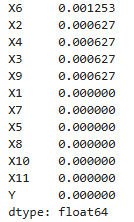 X6 0.001253
X2 0.000627
X4 0.000627
X3 0.000627
X9 0.000627
X1 0.000000
X7 0.000000
X5 0.000000
X8 0.000000
X10 0.000000
X11 0.000000
Y 0.000000
dtype: float64